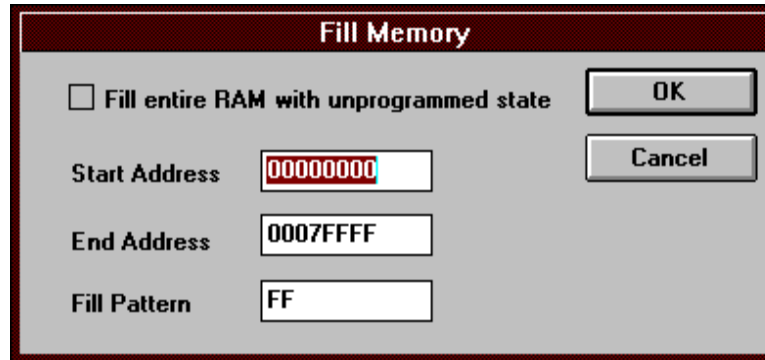 Fill Memory
Fill entire RAM with unprogrammed state
OK
Start Address 00000000
Cancel
End Address 0007FFFF
Fill Pattern FF